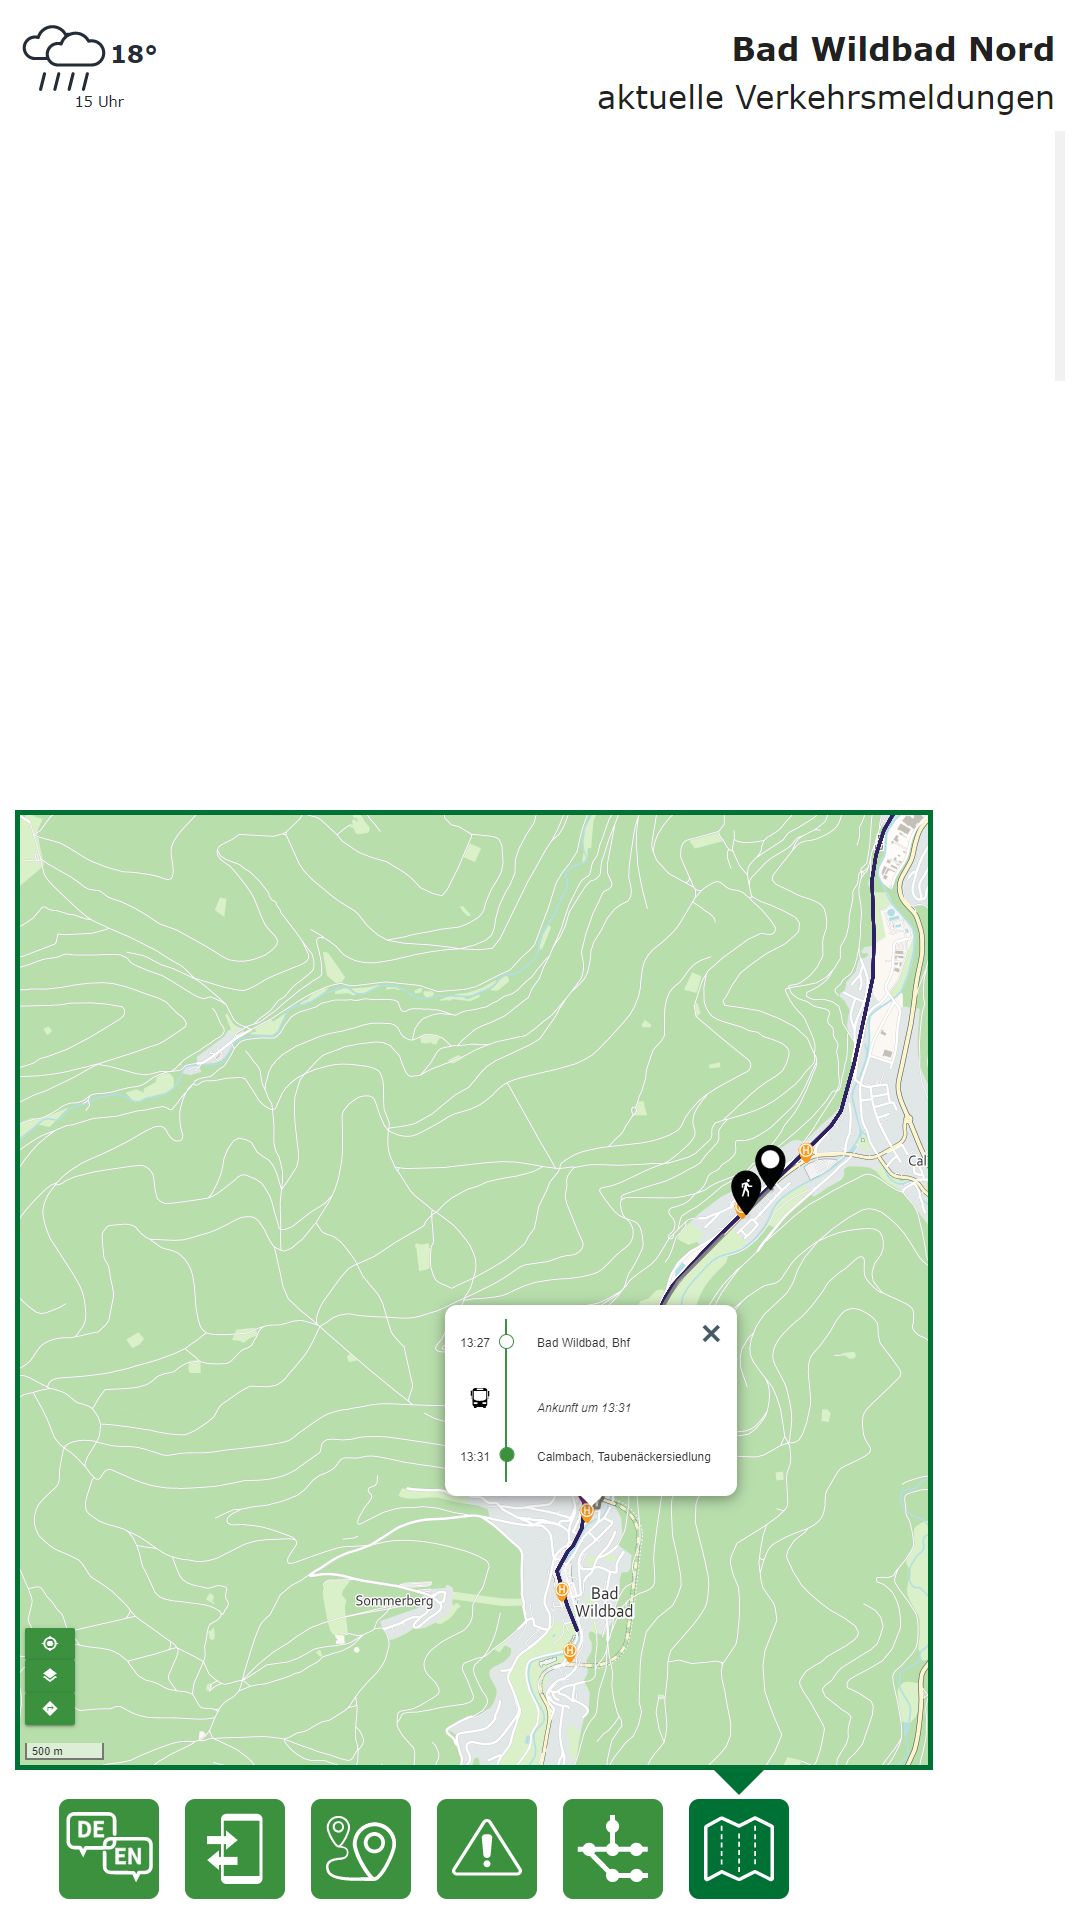 18°
15 Uhr
Bad Wildbad Nord
aktuelle Verkehrsmeldungen
Cal
13:27 Bad Wildbad, Bhf
Ankunft um 13:31
13:31 Calmbach, Taubenäckersiedlung
H
H
H
H
Bad
Wildbad
Sommerberg
500 m
DE
EN